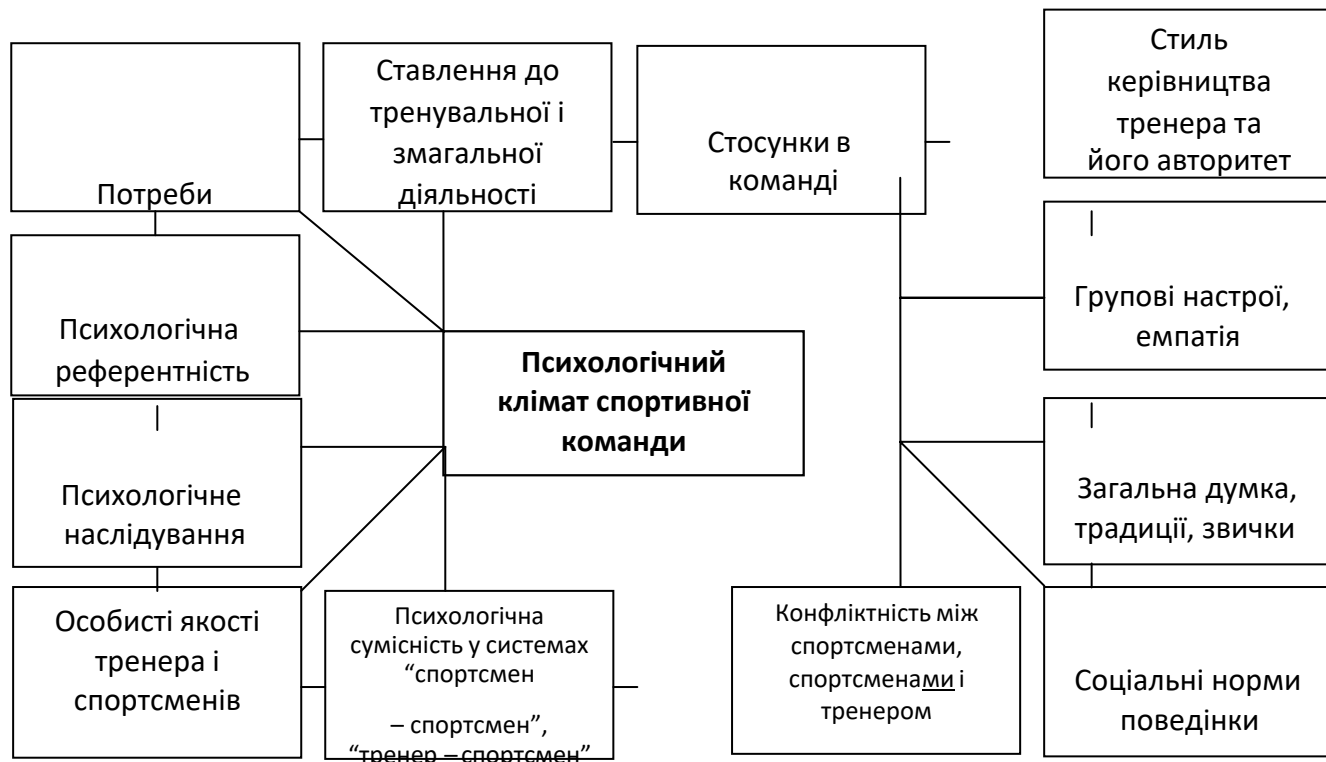 Потреби
Ставлення до
тренувальної і
змагальної
діяльності
Стосунки в
команді
Стиль
керівництва
тренера та
його авторитет
Психологічна
референтність
Групові настрої,
емпатія
Психологічний
клімат спортивної
команди
Психологічне
наслідування
Загальна думка,
традиції, звички
Особисті якості
тренера і
спортсменів
Психологічна
сумісність у системах
“спортсмен
– спортсмен”,
“тренер – спортсмен”
Конфліктність між
спортсменами,
спортсменами і
тренером
Соціальні норми
поведінки